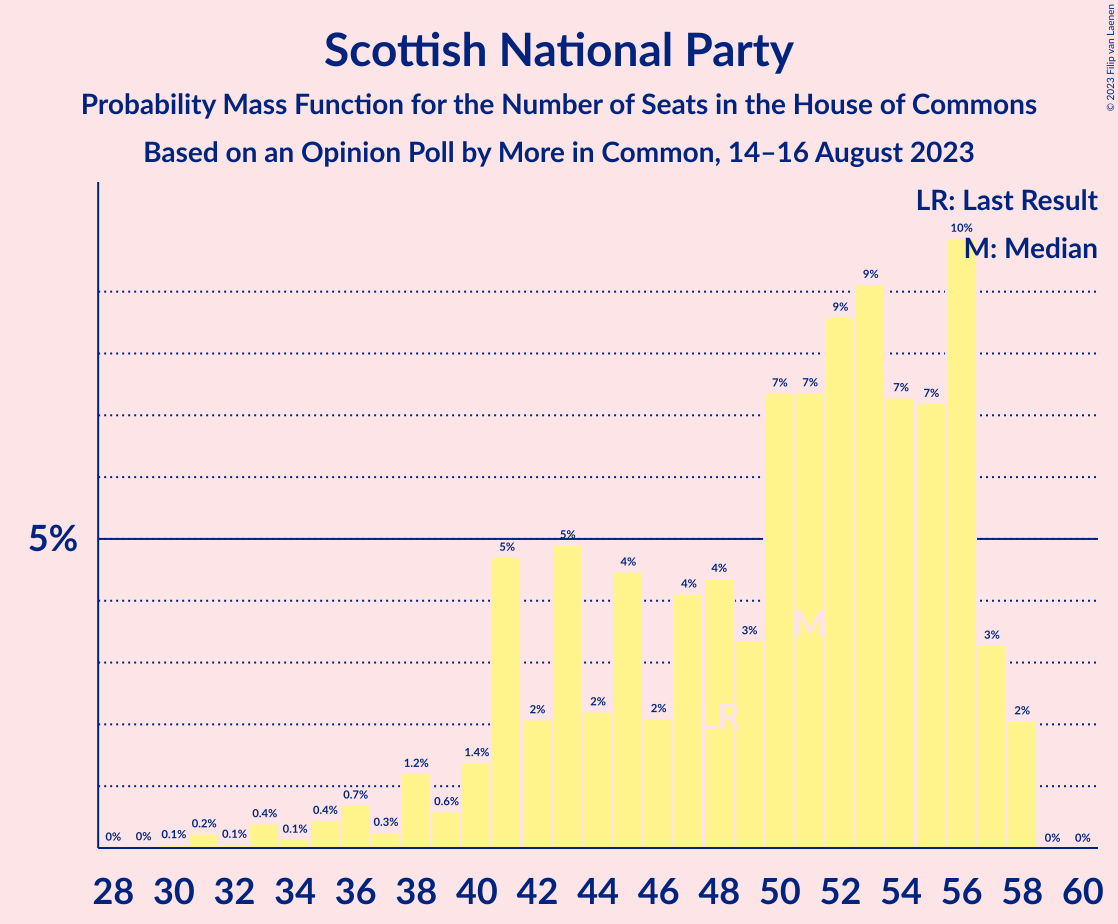 Scottish National Party
Probability Mass Function for the Number of Seats in the House of Commons
Based on an Opinion Poll by More in Common, 14–16 August 2023
© 2023 Filip van Laenen
LR: Last Result
M: Median
5%
0% 0% 0.1% 0.2% 0.1% 0.4% 0.1% 0.4% 0.7% 0.3% 1.2% 0.6% 1.4% 5% 2% 5% 2% 4% 2% 4% 4% 3% 7% 7% 9% 9% 7% 7% 10% 3% 2% 0% 0%
M
LR
28 30 32 34 36 38 40 42 44 46 48 50 52 54 56 58 60